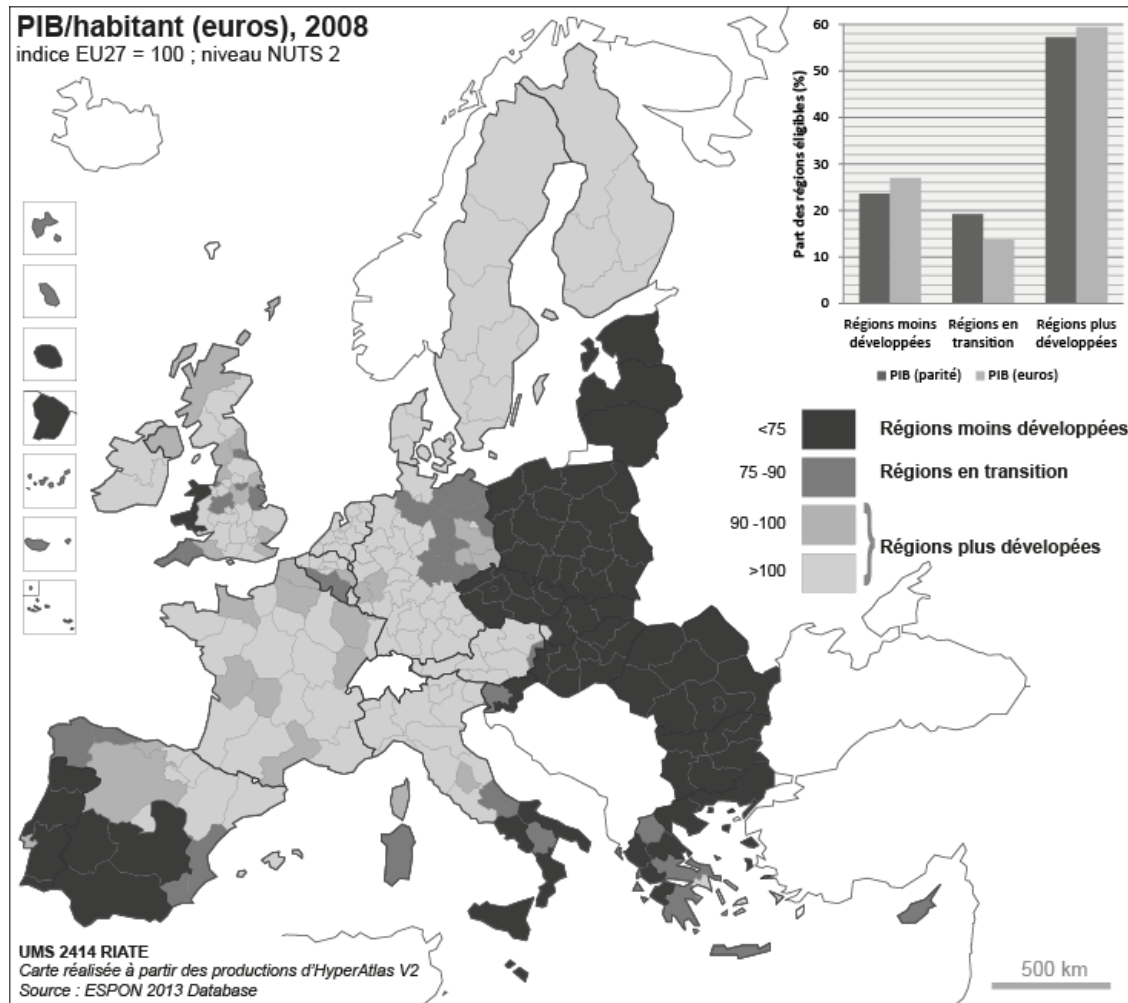 PIB/habitant (euros), 2008
indice EU27 = 100 ; niveau NUTS 2
Part des régions éligibles (%)
60
50
40
30
20
10
0
Régions moins développées
Régions en transition
Régions plus développées
PIB (parité)
PIB (euros)
<75
Régions moins développées
75 -90
Régions en transition
90 -100
>100
Régions plus dévelopées
UMS 2414 RIATE
Carte réalisée à partir des productions d'HyperAtlas V2
Source : ESPON 2013 Database
500 km